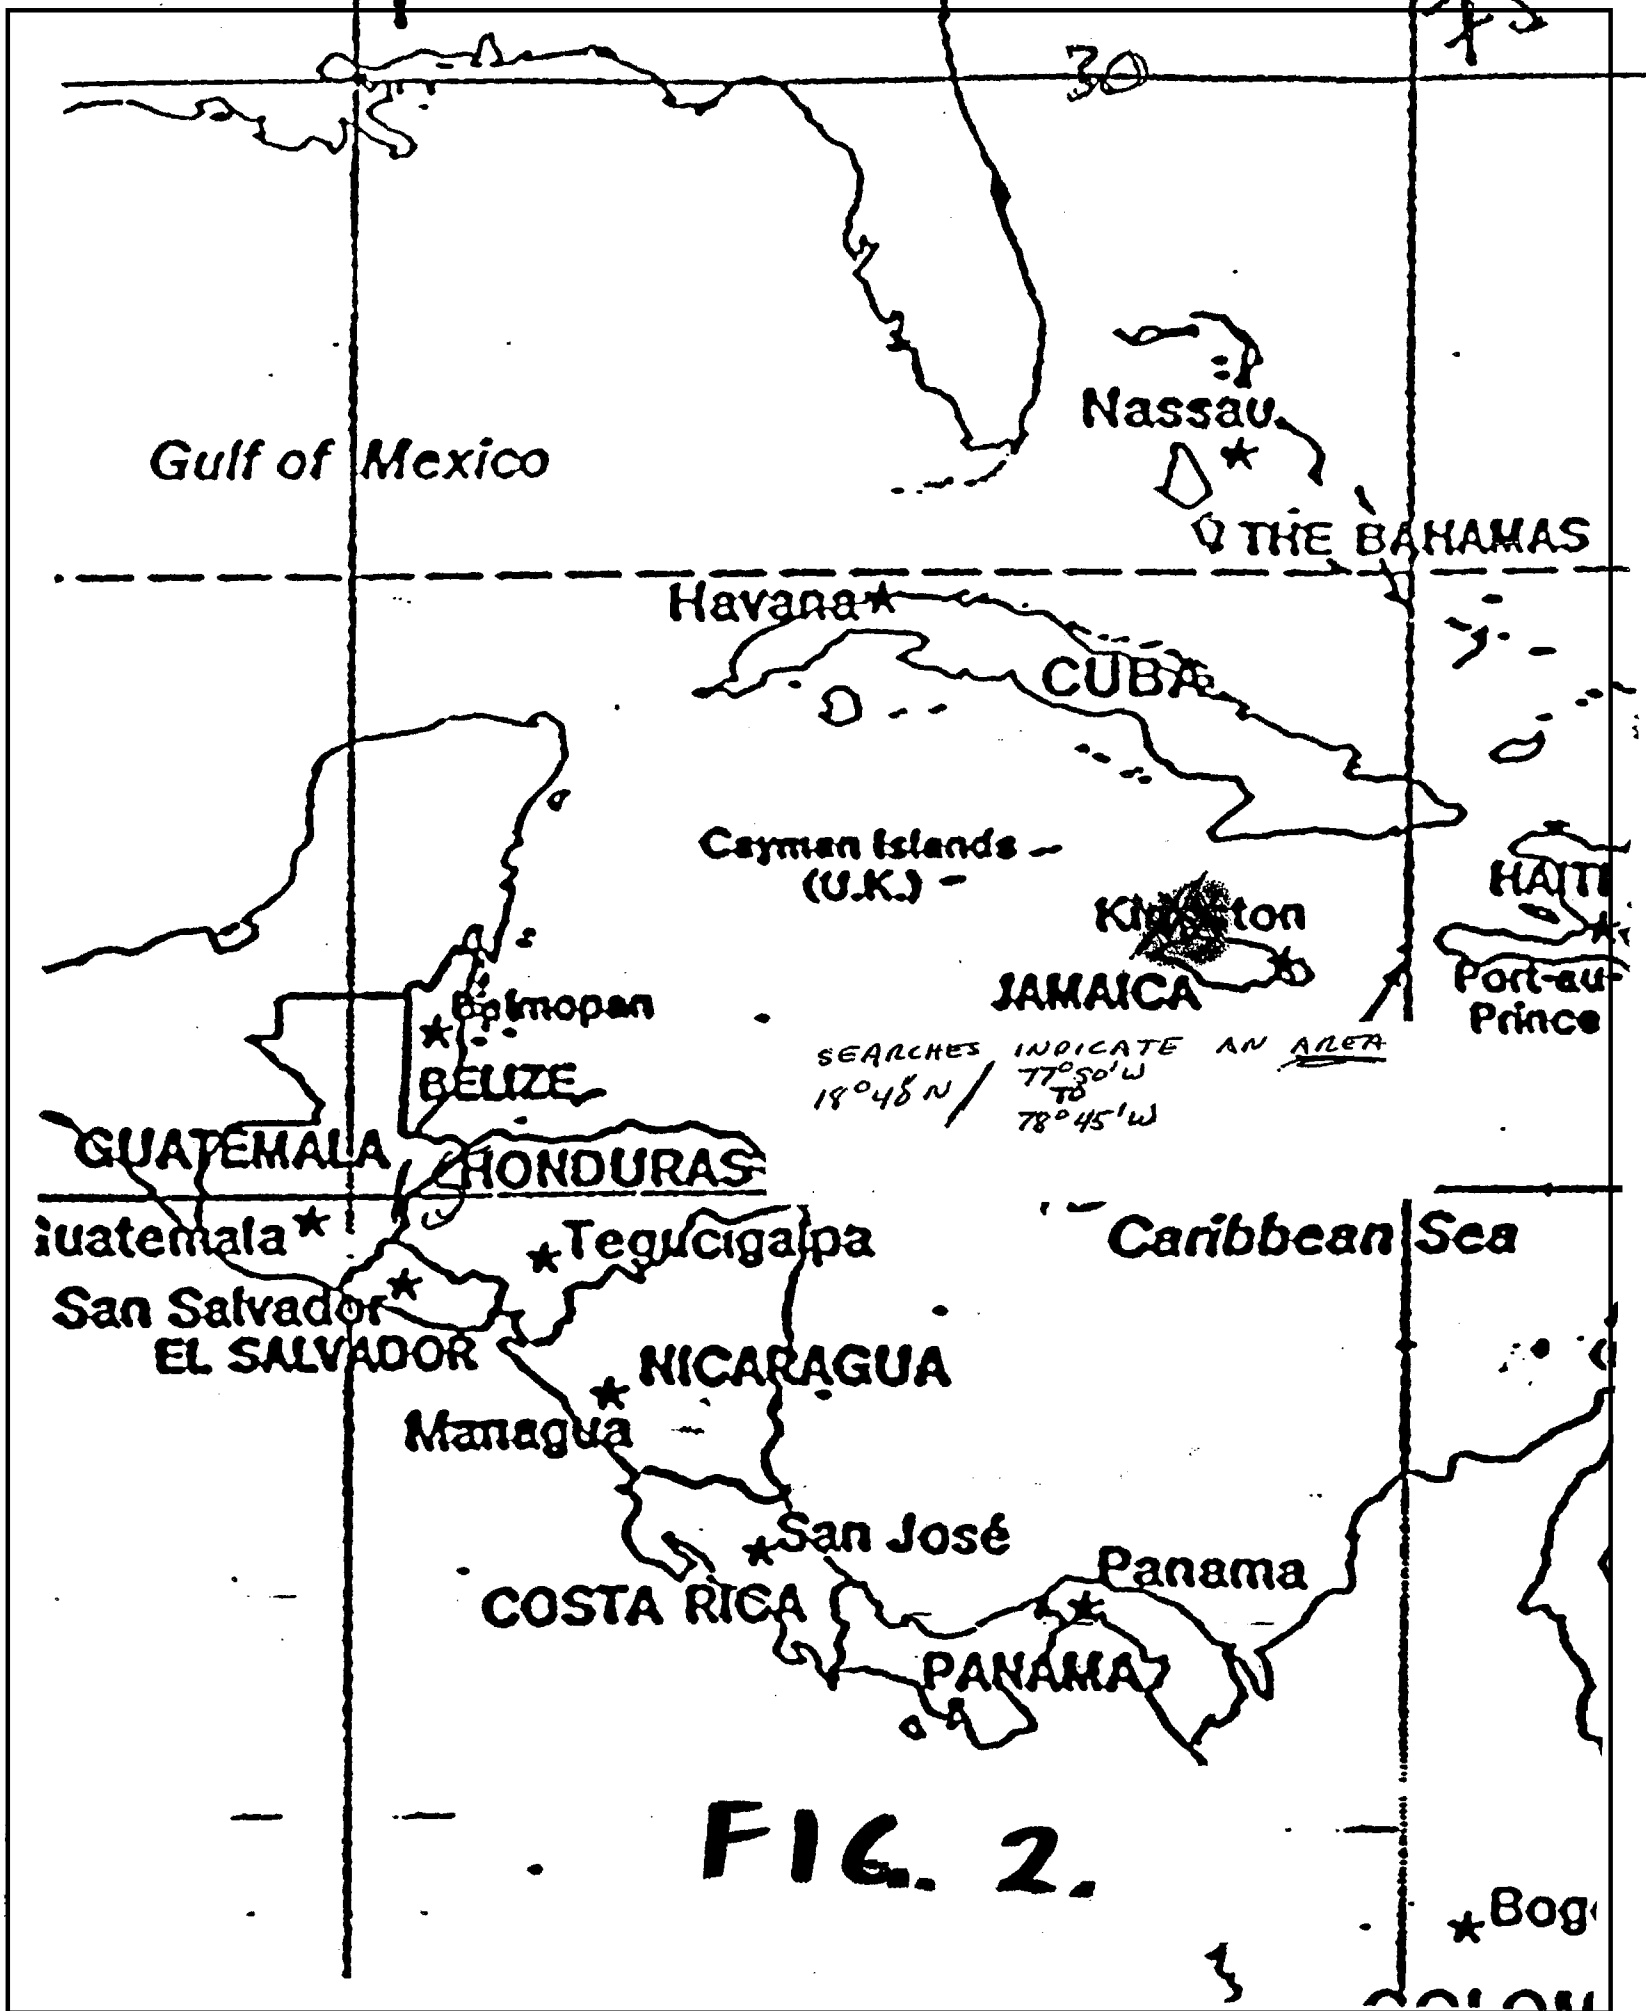 30
Nassau
Gulf of Mexico
THE BAHAMAS
Havana
CUBA
Cayman Islands
(U.K.)
HAITI
Kingston
JAMAICA
Port-au-
Prince
Belmopan
BELIZE
SEARCHES INDICATE AN AREA
18°48'N / 77°50'W
TO
78°45'W
GUATEMALA
HONDURAS
Guatemala
Tegucigalpa
Caribbean Sea
San Salvador
EL SALVADOR
NICARAGUA
Managua
San José
Panama
COSTA RICA
PANAMA
FIG. 2.
Bog
COLOM